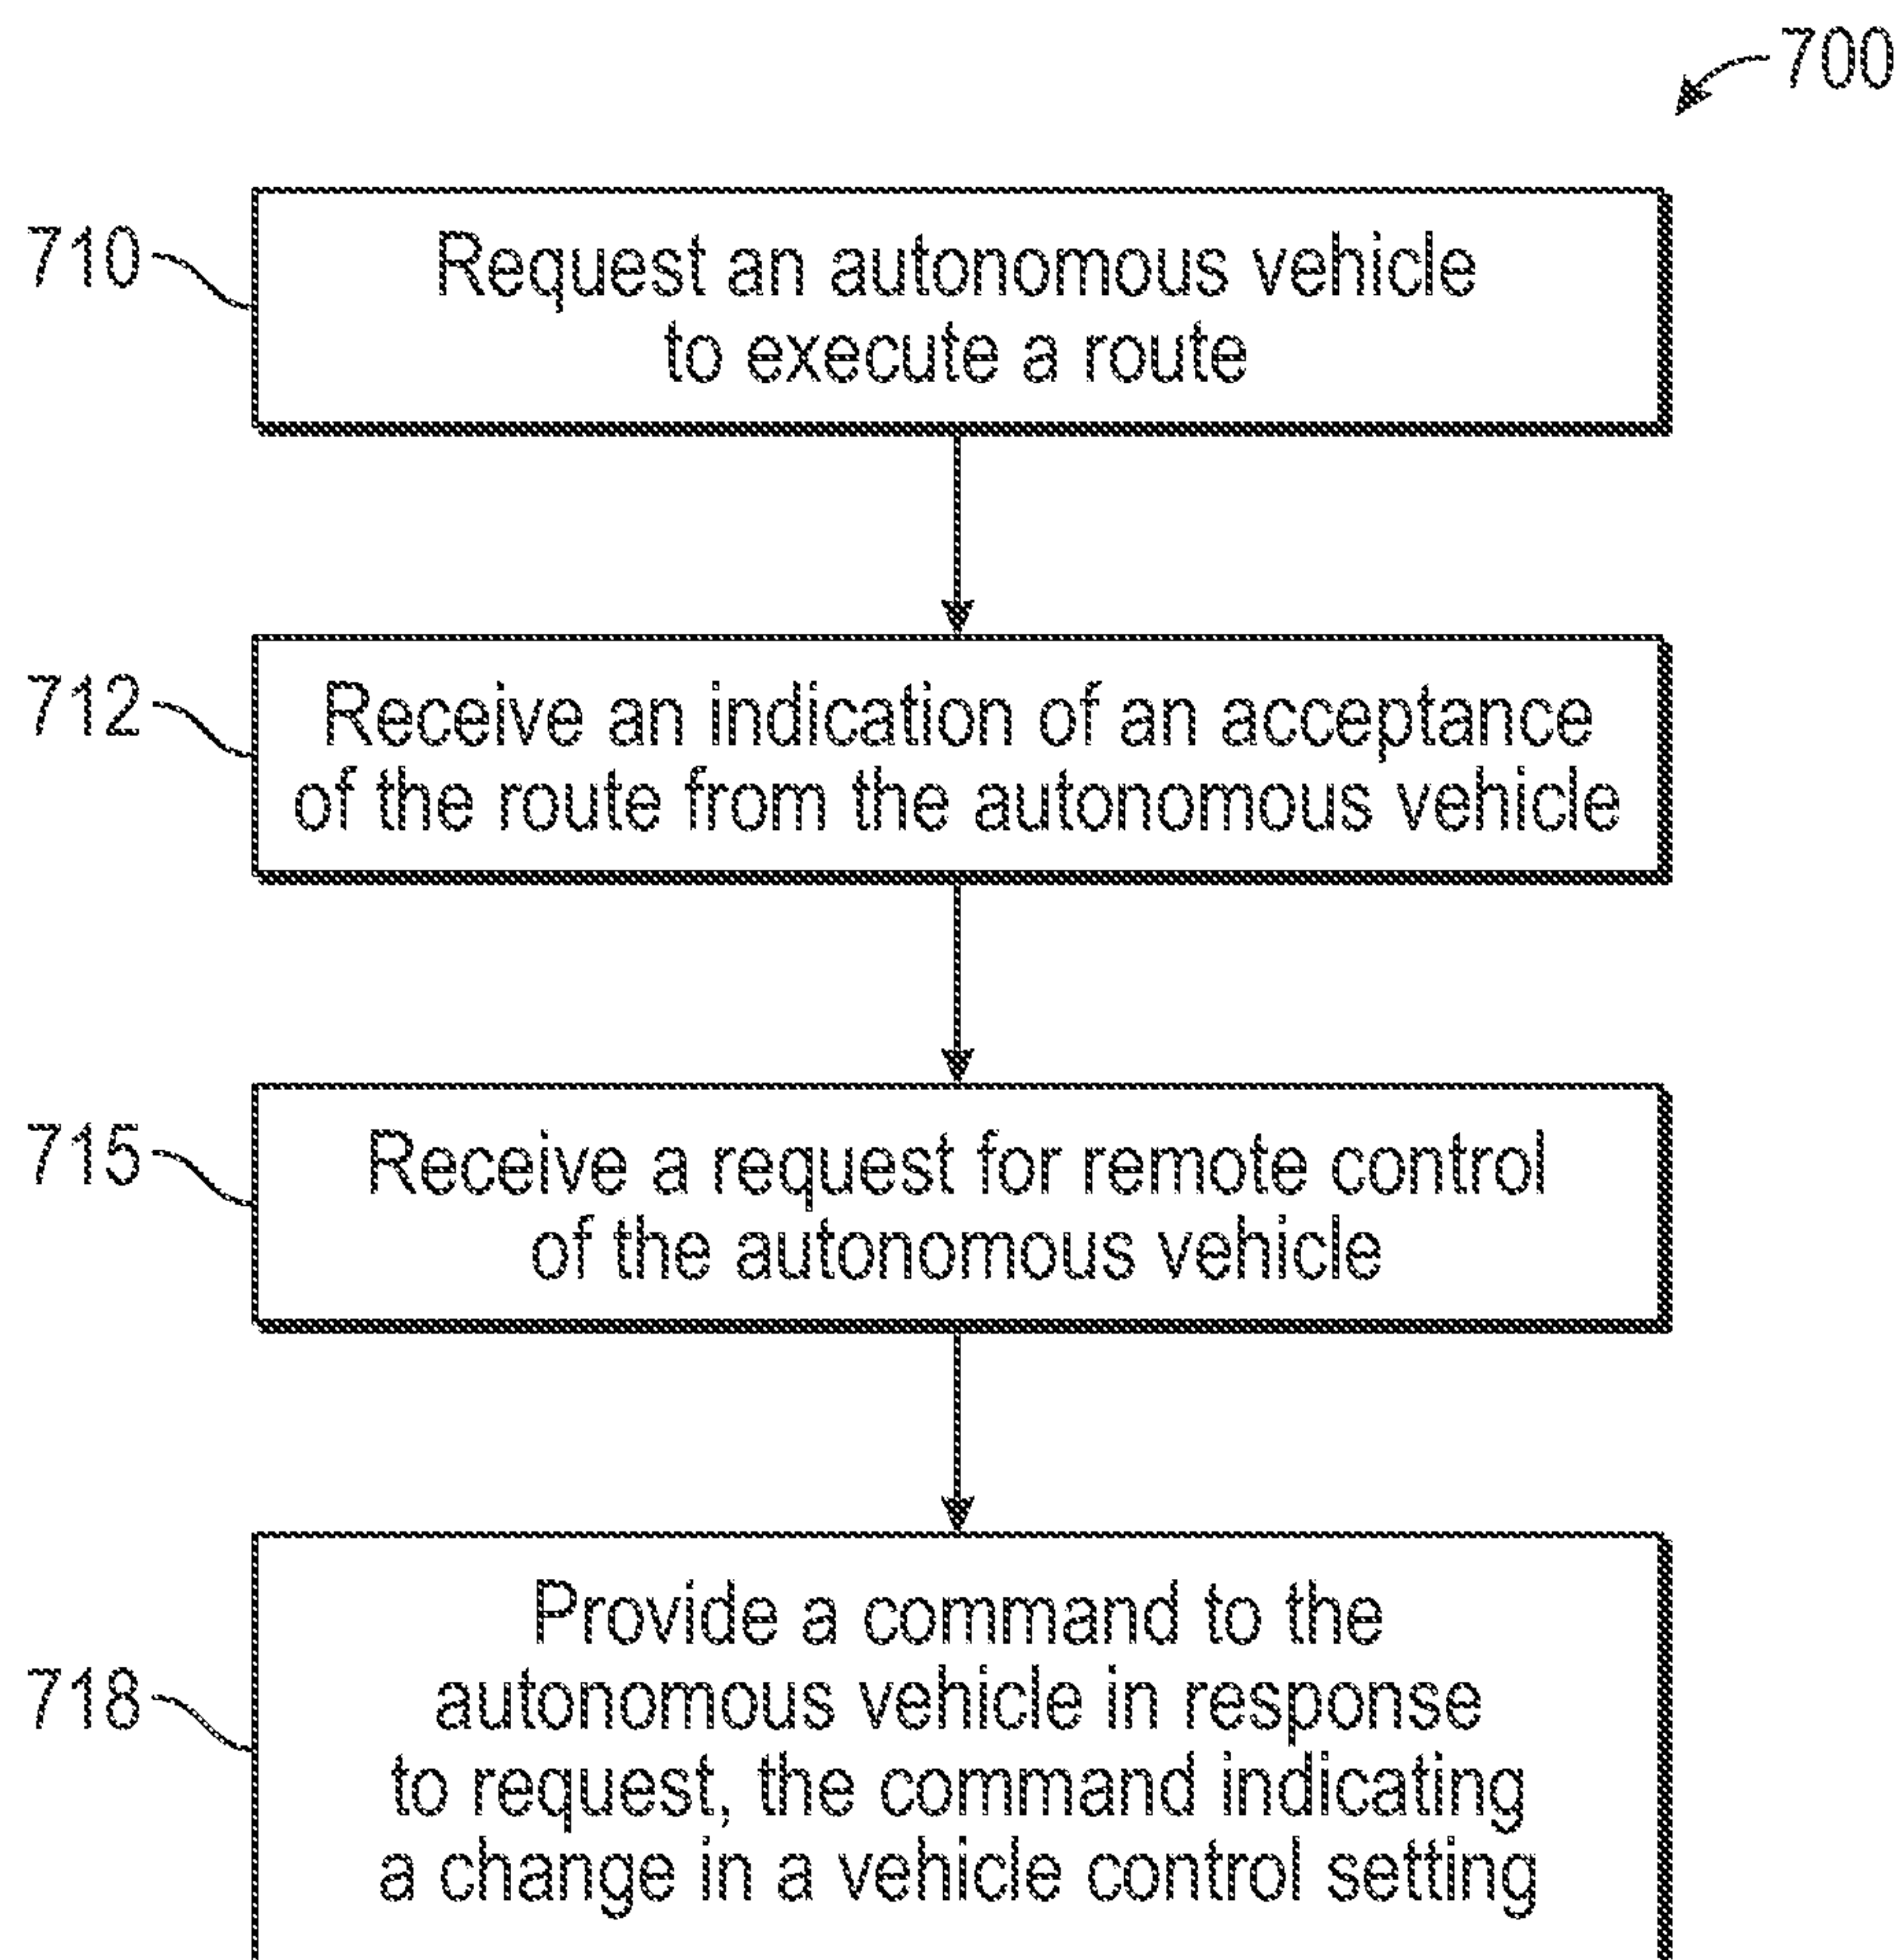 700
710
Request an autonomous vehicle
to execute a route
712
Receive an indication of an acceptance
of the route from the autonomous vehicle
715
Receive a request for remote control
of the autonomous vehicle
718
Provide a command to the
autonomous vehicle in response
to request, the command indicating
a change in a vehicle control setting